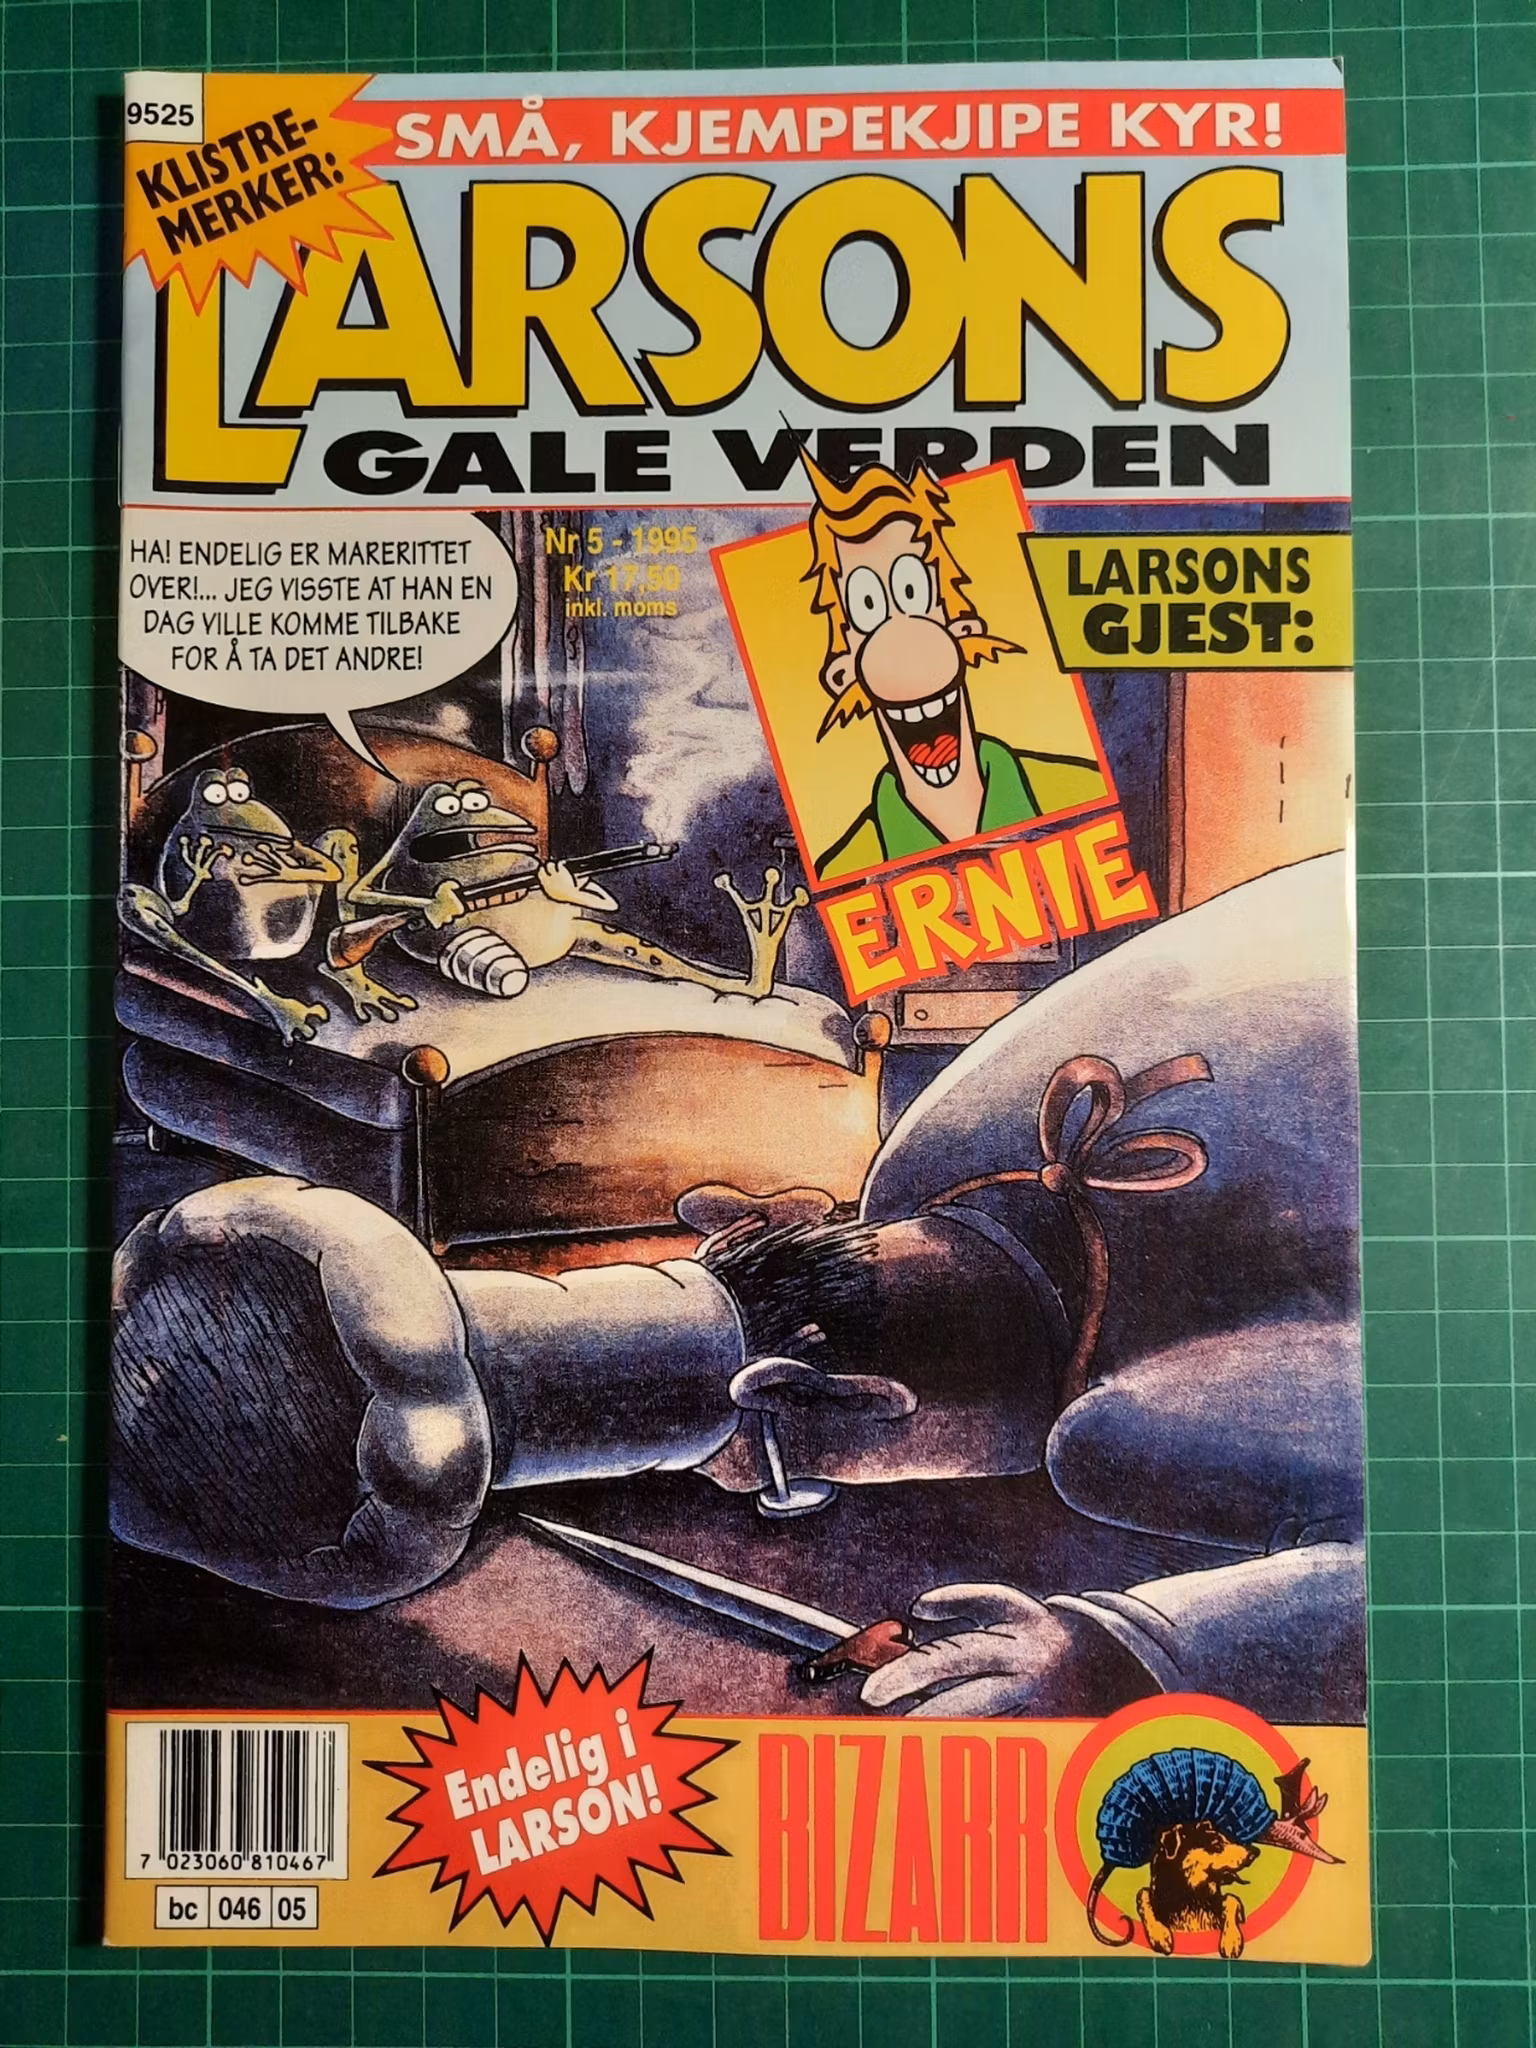 9525
KLISTRE-
MERKER:
SMÅ, KJEMPEKJIPE KYR!
LARSONS
GALE VERDEN
HA! ENDELIG ER MARERITTET
OVER!... JEG VISSTE AT HAN EN
DAG VILLE KOMME TILBAKE
FOR Å TA DET ANDRE!
Nr 5 - 1995
Kr 17,50
inkl. moms
LARSONS
GJEST:
ERNIE
7 023060 810467
bc 046 05
Endelig i
LARSON!
BIZARR